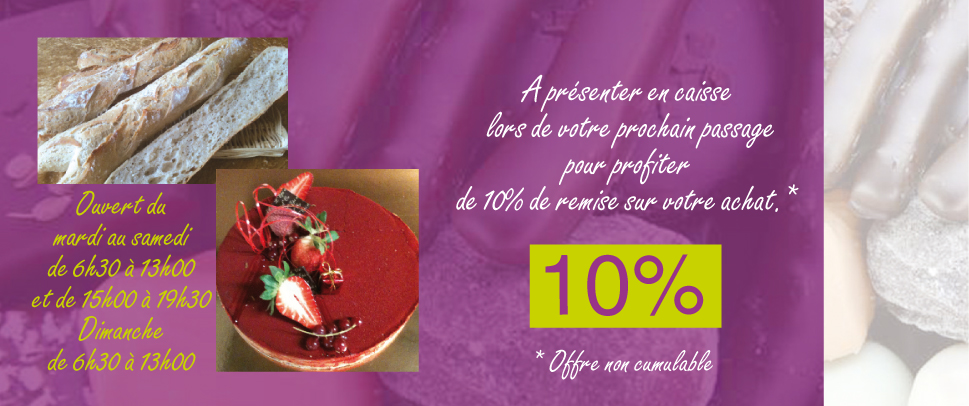 Ouvert du
mardi au samedi
de 6h30 à 13h00
et de 15h00 à 19h30
Dimanche
de 6h30 à 13h00
A présenter en caisse
lors de votre prochain passage
pour profiter
de 10% de remise sur votre achat.*
10%
* Offre non cumulable